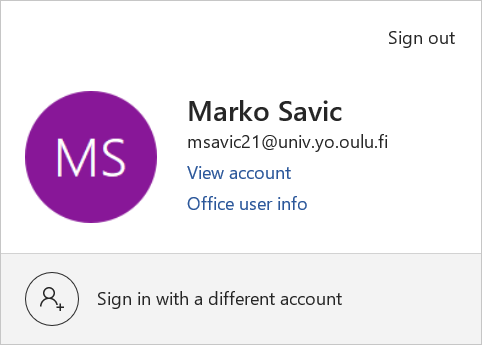 Sign out
MS
Marko Savic
msavic21@univ.yo.oulu.fi
View account
Office user info
Sign in with a different account